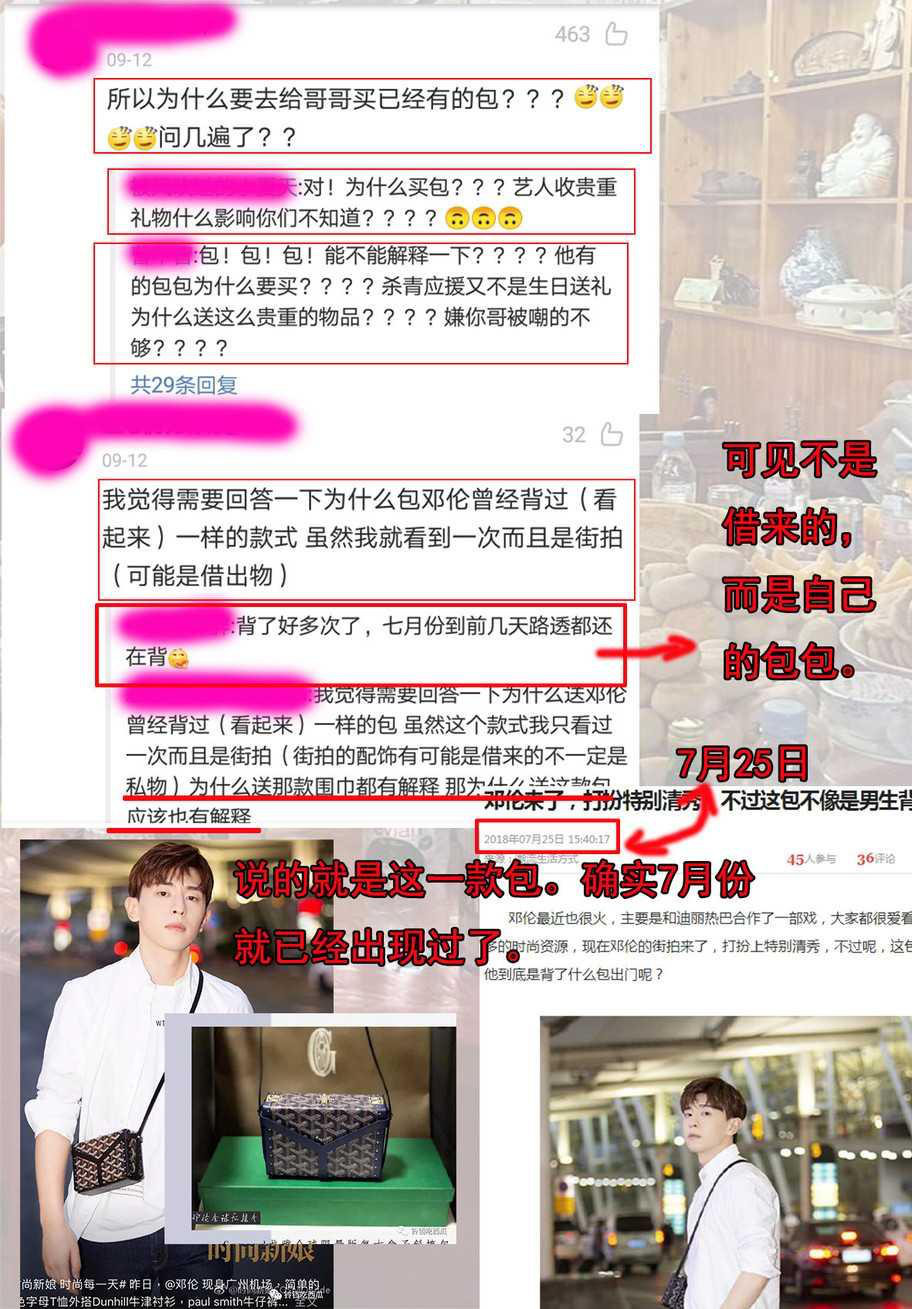 463
09-12
所以为什么要去给哥哥买已经有的包？？？
问几遍了？？
天:对！为什么买包？？？艺人收贵重
礼物什么影响你们不知道？？？？
:包！包！包！能不能解释一下？？？？他有
的包包为什么要买？？？？杀青应援又不是生日送礼
为什么送这么贵重的物品？？？？嫌你哥被嘲的不
够？？？？
共29条回复
32
09-12
我觉得需要回答一下为什么包邓伦曾经背过（看
起来）一样的款式 虽然我就看到一次而且是街拍
（可能是借出物）
:背了好多次了，七月份到前几天路透都还
在背
:我觉得需要回答一下为什么送邓伦
曾经背过（看起来）一样的包 虽然这个款式我只看过
一次而且是街拍（街拍的配饰有可能是借来的不一定是
私物）为什么送那款围巾都有解释 那为什么送这款包
应该也有解释
可见不是
借来的，
而是自己
的包包。
7月25日
邓伦来了，打扮特别清秀，不过这包不像是男生背
2018年07月25日 15:40:17
生活方式
45人参与 36评论
说的就是这一款包。确实7月份
就已经出现过了。
邓伦最近也很火，主要是和迪丽热巴合作了一部戏，大家都很爱看
多的时尚资源，现在邓伦的街拍来了，打扮上特别清秀，不过呢，这包
他到底是背了什么包出门呢？
G
邓伦全球后援会
铃铛吃西瓜
时尚新娘
尚新娘 时尚每一天# 昨日，@邓伦 现身广州机场，简单的
色字母T恤外搭Dunhill牛津衬衫，paul smith牛仔裤... 全文
铃铛吃西瓜